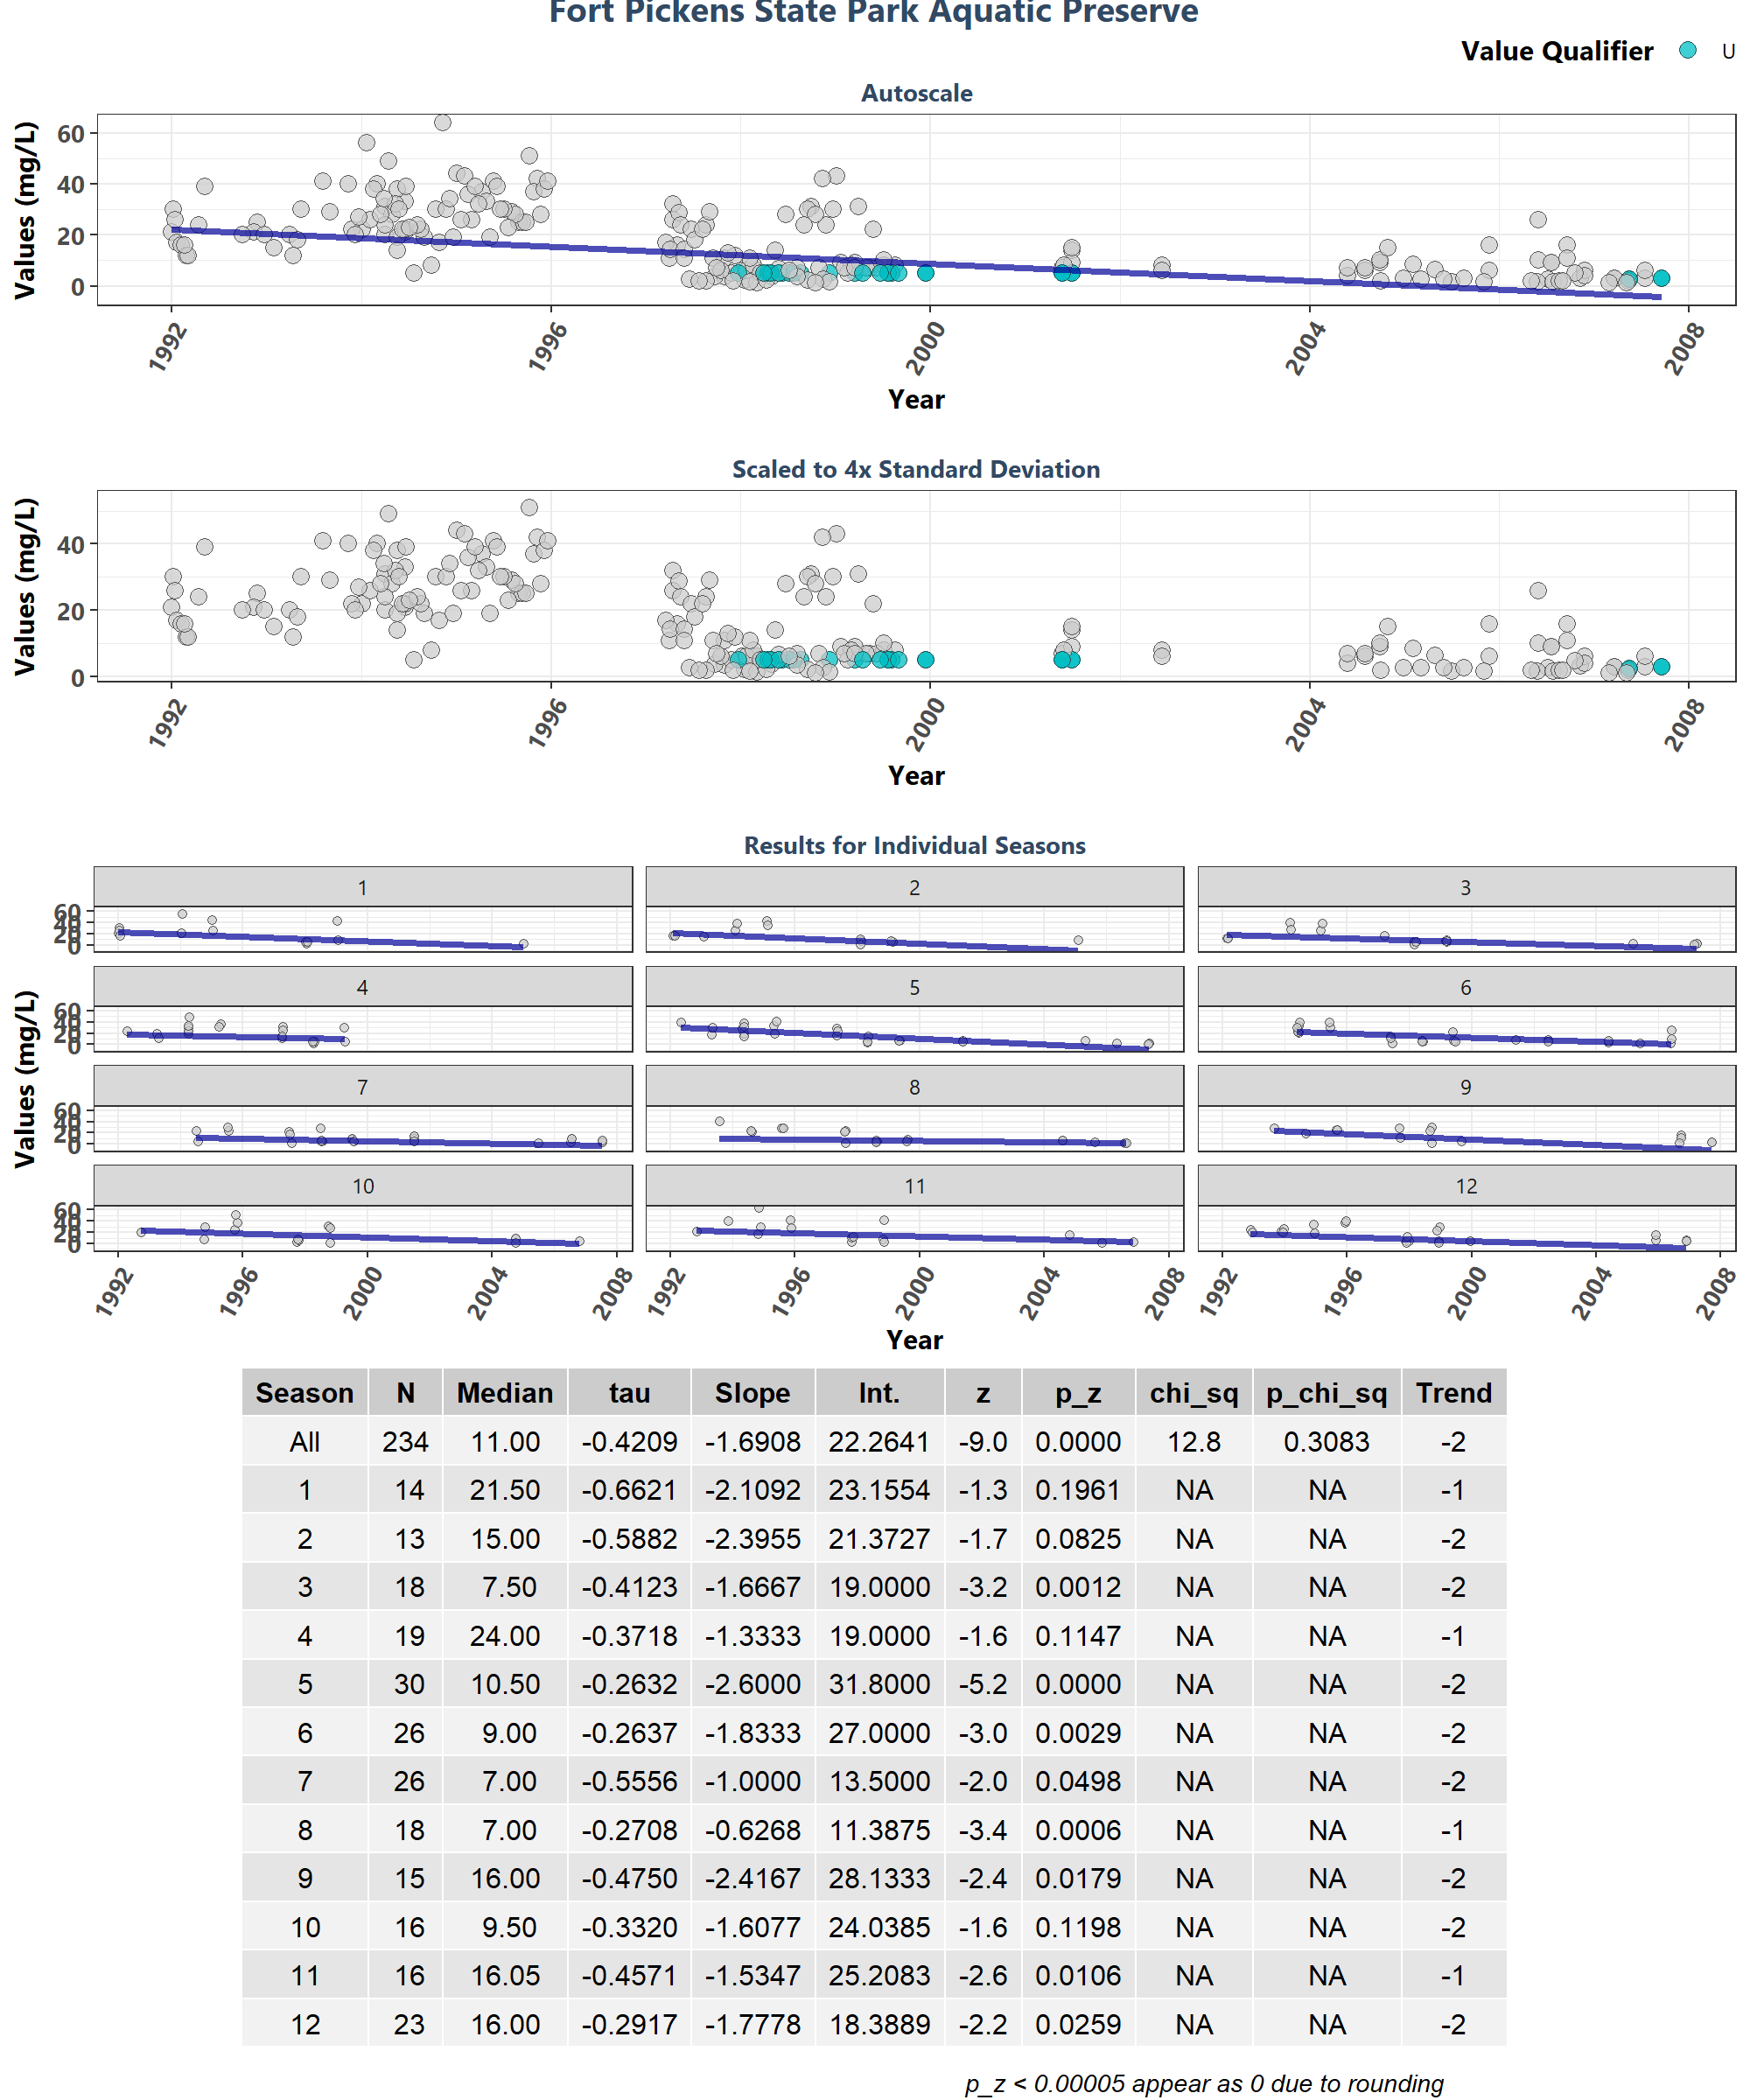 Fort Pickens State Park Aquatic Preserve
Value Qualifier U
Autoscale
Values (mg/L)
60
40
20
0
1992 1996 2000 2004 2008
Year
Scaled to 4x Standard Deviation
Values (mg/L)
40
20
0
1992 1996 2000 2004 2008
Year
Results for Individual Seasons
Values (mg/L)
1 2 3
60
40
20
0
4 5 6
60
40
20
0
7 8 9
60
40
20
0
10 11 12
60
40
20
0
1992 1996 2000 2004 2008 1992 1996 2000 2004 2008 1992 1996 2000 2004 2008
Year
Season N Median tau Slope Int. z p_z chi_sq p_chi_sq Trend
All 234 11.00 -0.4209 -1.6908 22.2641 -9.0 0.0000 12.8 0.3083 -2
1 14 21.50 -0.6621 -2.1092 23.1554 -1.3 0.1961 NA NA -1
2 13 15.00 -0.5882 -2.3955 21.3727 -1.7 0.0825 NA NA -2
3 18 7.50 -0.4123 -1.6667 19.0000 -3.2 0.0012 NA NA -2
4 19 24.00 -0.3718 -1.3333 19.0000 -1.6 0.1147 NA NA -1
5 30 10.50 -0.2632 -2.6000 31.8000 -5.2 0.0000 NA NA -2
6 26 9.00 -0.2637 -1.8333 27.0000 -3.0 0.0029 NA NA -2
7 26 7.00 -0.5556 -1.0000 13.5000 -2.0 0.0498 NA NA -2
8 18 7.00 -0.2708 -0.6268 11.3875 -3.4 0.0006 NA NA -1
9 15 16.00 -0.4750 -2.4167 28.1333 -2.4 0.0179 NA NA -2
10 16 9.50 -0.3320 -1.6077 24.0385 -1.6 0.1198 NA NA -2
11 16 16.05 -0.4571 -1.5347 25.2083 -2.6 0.0106 NA NA -1
12 23 16.00 -0.2917 -1.7778 18.3889 -2.2 0.0259 NA NA -2
p_z < 0.00005 appear as 0 due to rounding